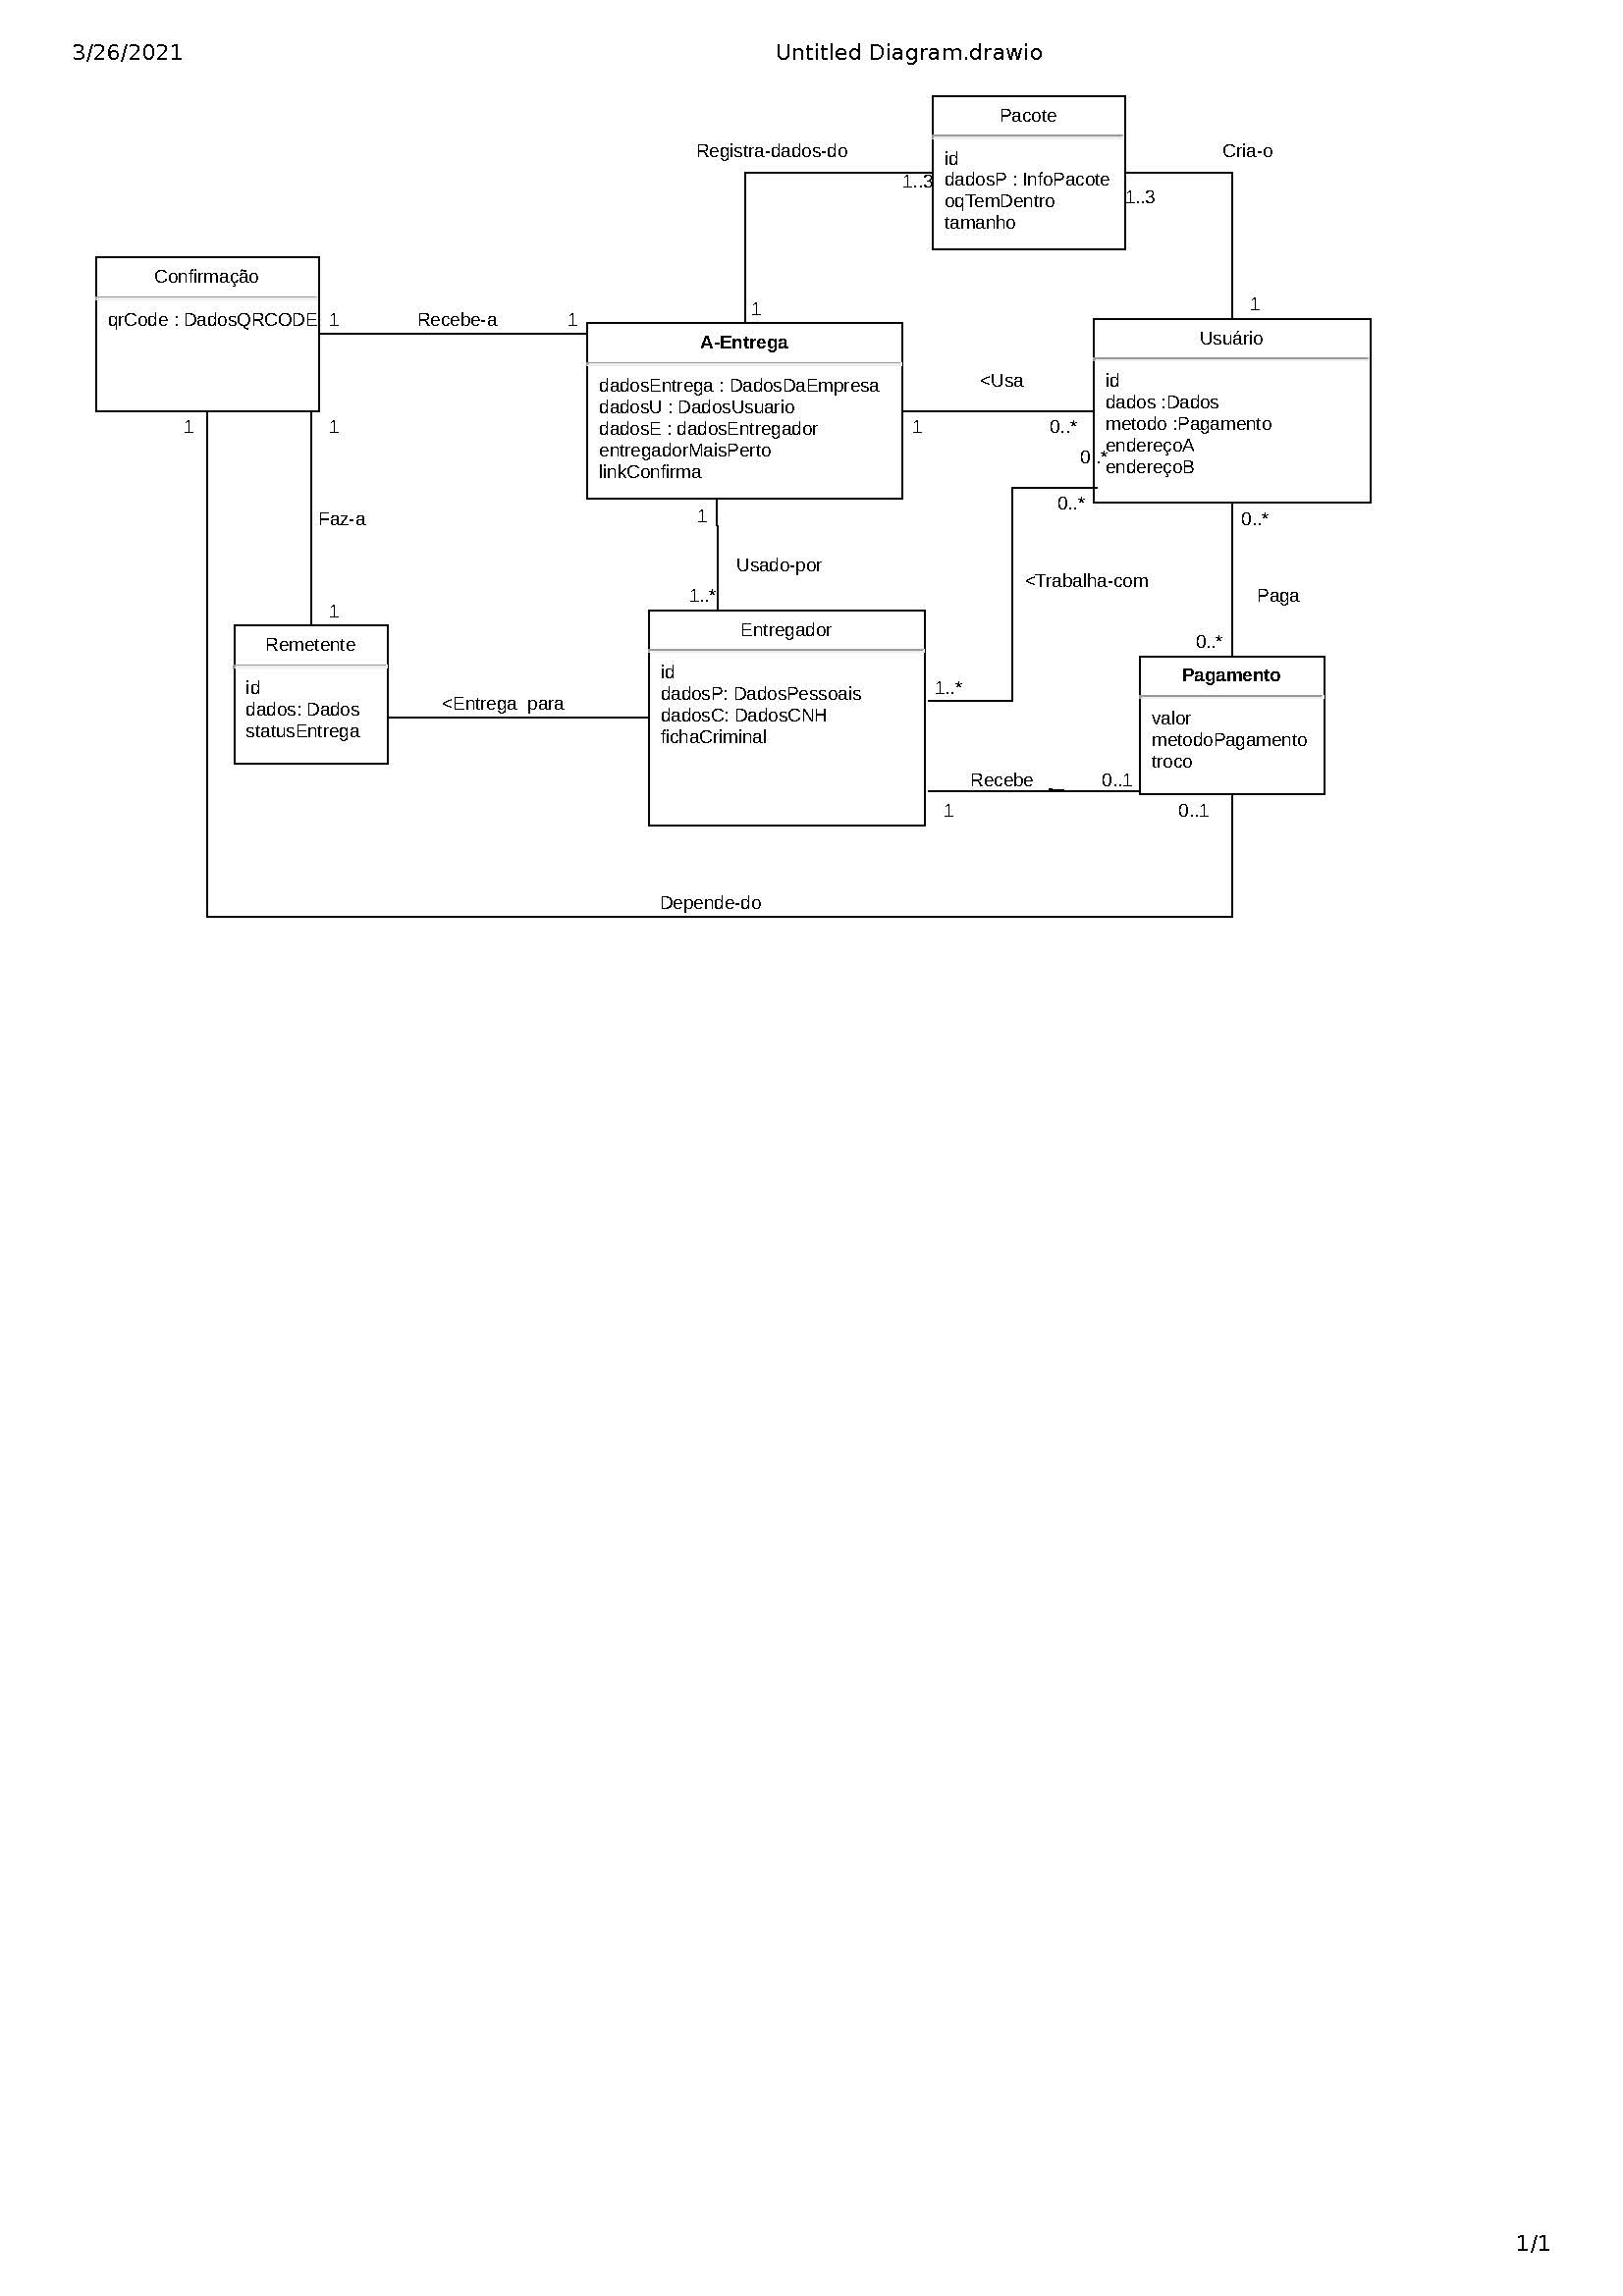 3/26/2021
Untitled Diagram.drawio
Pacote
id
dadosP : InfoPacote
oqTemDentro
tamanho
Registra-dados-do
1..3
Cria-o
1..3
Confirmação
qrCode : DadosQRCODE
1
Recebe-a
1
1
A-Entrega
dadosEntrega : DadosDaEmpresa
dadosU : DadosUsuario
dadosE : dadosEntregador
entregadorMaisPerto
linkConfirma
1
Usuário
id
dados :Dados
metodo :Pagamento
endereçoA
endereçoB
<Usa
1
0..*
0..*
0..*
1
1
Faz-a
1
1
Usado-por
1..*
<Trabalha-com
0..*
Paga
0..*
Remetente
id
dados: Dados
statusEntrega
<Entrega  para
Entregador
id
dadosP: DadosPessoais
dadosC: DadosCNH
fichaCriminal
1..*
Pagamento
valor
metodoPagamento
troco
Recebe
0..1
1
0..1
Depende-do
1/1